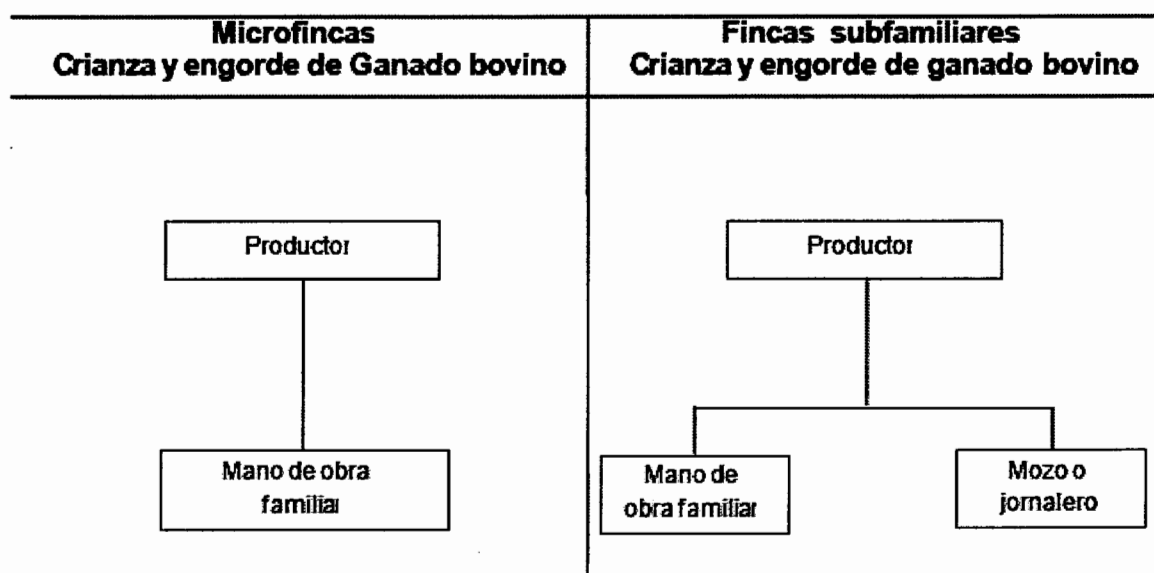 Microfincas
Crianza y engorde de Ganado bovino
Fincas subfamiliares
Crianza y engorde de ganado bovino
Productor
Mano de obra
familiar
Productor
Mano de
obra familiar
Mozo o
jornalero